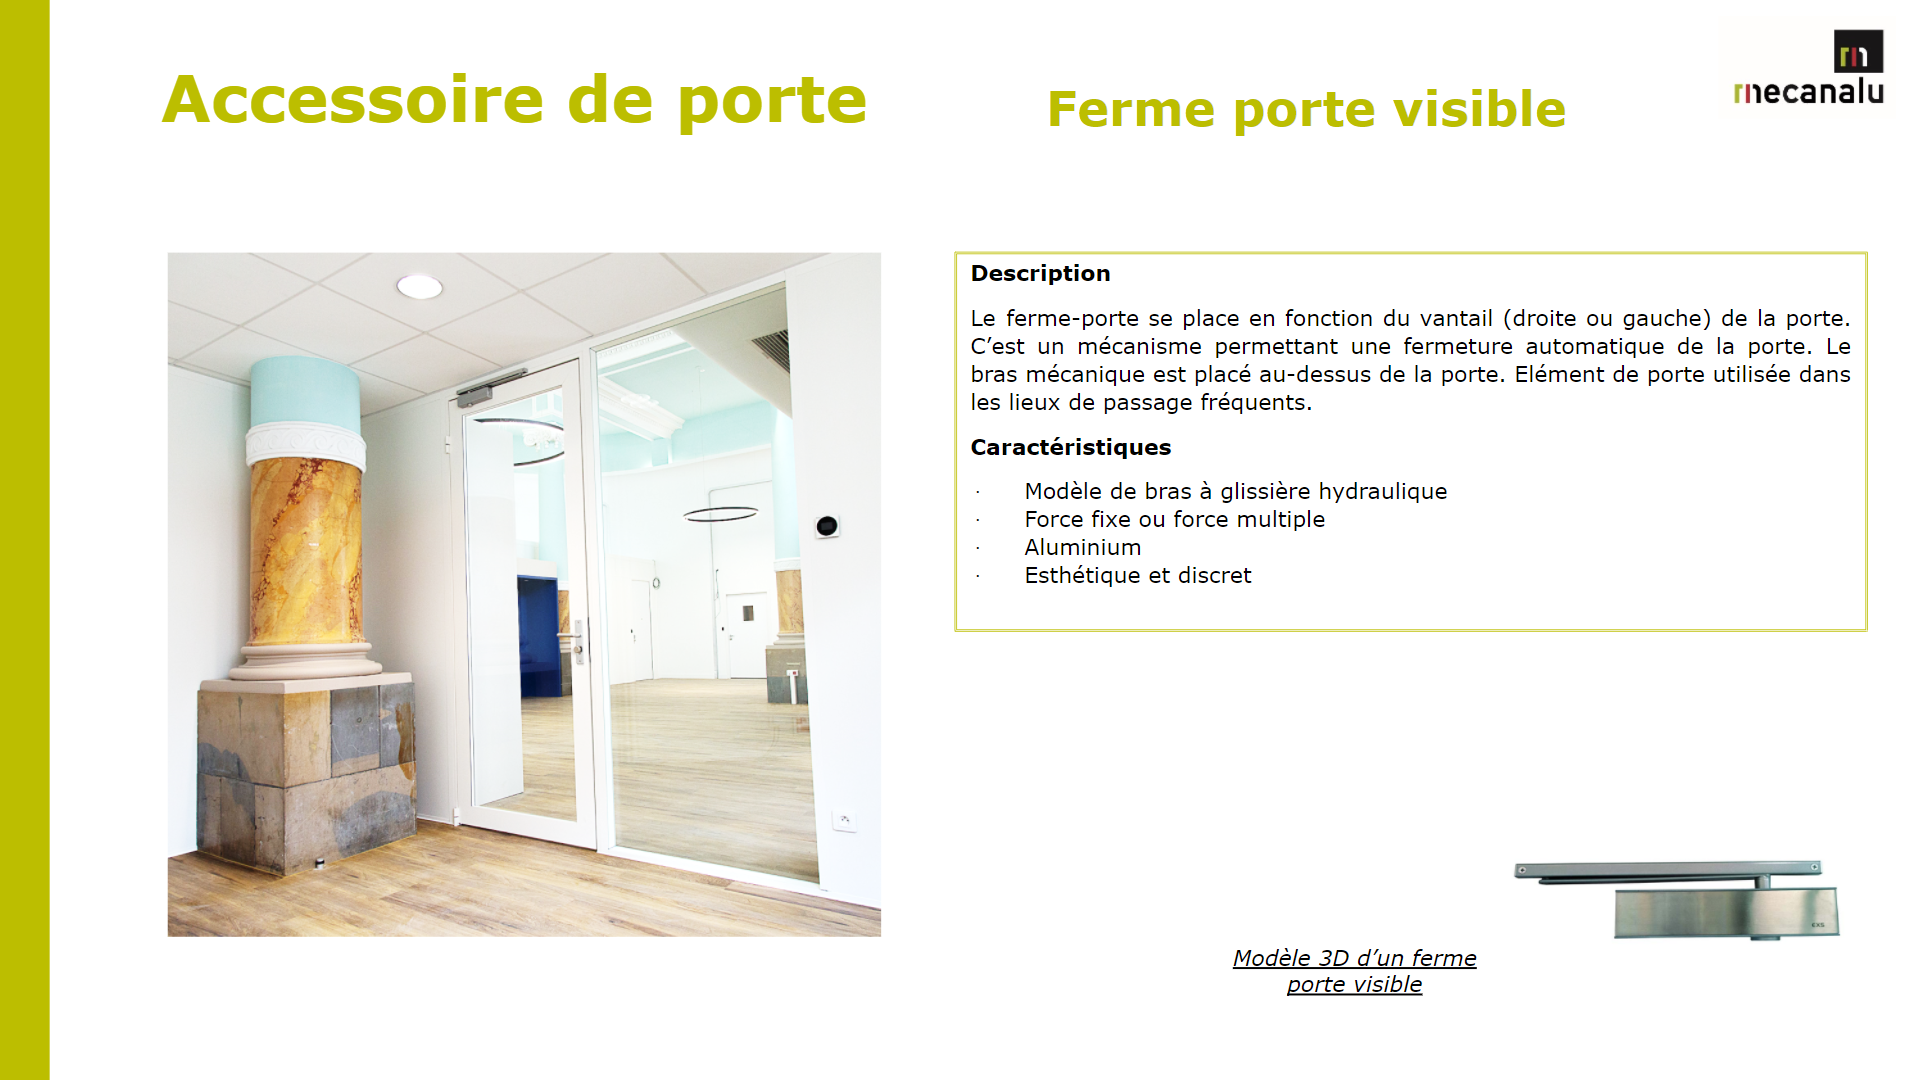 Accessoire de porte
Ferme porte visible
mecanalu
Description
Le ferme-porte se place en fonction du vantail (droite ou gauche) de la porte.
C’est un mécanisme permettant une fermeture automatique de la porte. Le
bras mécanique est placé au-dessus de la porte. Elément de porte utilisée dans
les lieux de passage fréquents.
Caractéristiques
· Modèle de bras à glissière hydraulique
· Force fixe ou force multiple
· Aluminium
· Esthétique et discret
EXS
Modèle 3D d’un ferme
porte visible